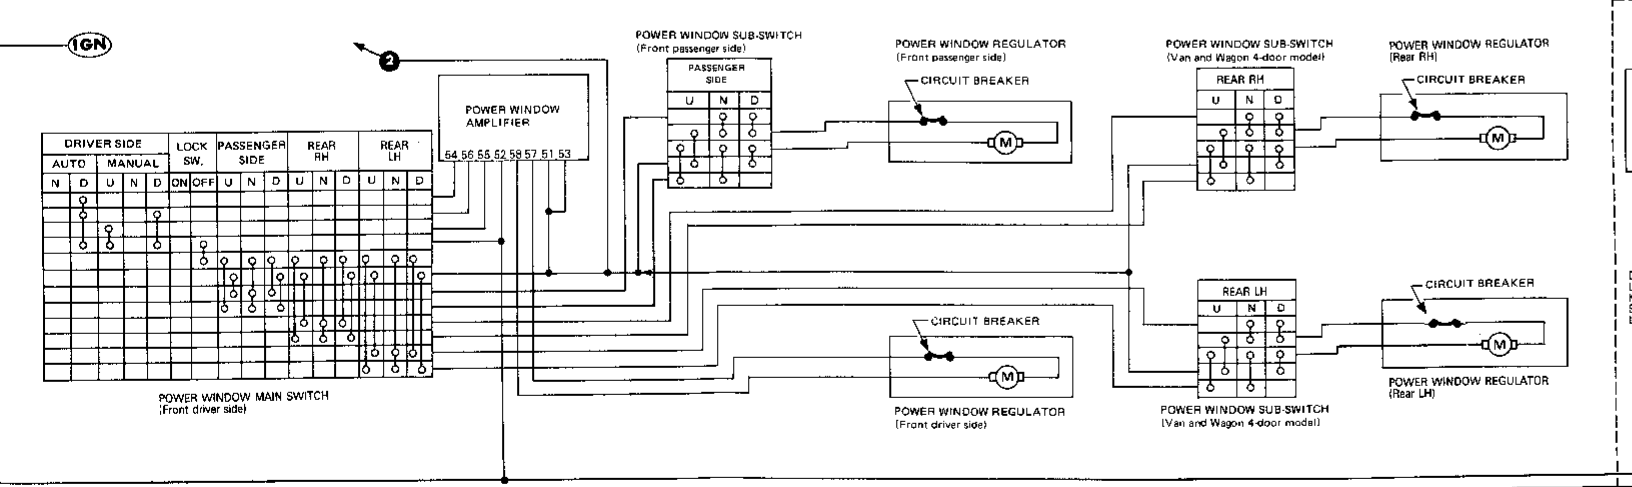 IGN
2
POWER WINDOW
AMPLIFIER
64 56 55 52 58 57 51 53
DRIVER SIDE
AUTO MANUAL
LOCK
SW.
PASSENGER
SIDE
REAR
RH
REAR
LH
N D U N D ON OFF U N D U N D U N D
POWER WINDOW MAIN SWITCH
(Front driver side)
POWER WINDOW SUB-SWITCH
(Front passenger side)
PASSENGER
SIDE
U N D
POWER WINDOW REGULATOR
(Front passenger side)
CIRCUIT BREAKER
M
CIRCUIT BREAKER
M
POWER WINDOW REGULATOR
(Front driver side)
POWER WINDOW SUB-SWITCH
(Van and Wagon 4-door model)
REAR RH
U N D
POWER WINDOW REGULATOR
(Rear RH)
CIRCUIT BREAKER
M
REAR LH
U N D
POWER WINDOW SUB-SWITCH
(Van and Wagon 4-door model)
CIRCUIT BREAKER
M
POWER WINDOW REGULATOR
(Rear LH)